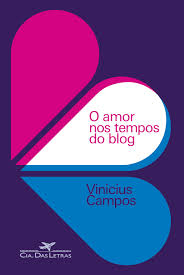 O amor
nos tempos
do blog
Vinicius
Campos
CIA. DAS LETRAS